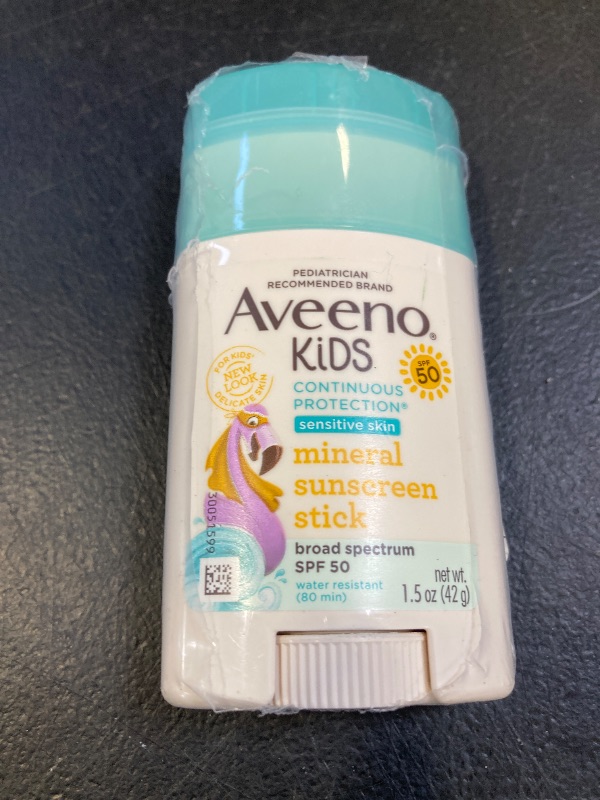 PEDIATRICIAN
RECOMMENDED BRAND
Aveeno®
KiDS
FOR KIDS'
NEW
LOOK
DELICATE SKIN
SPF
50
CONTINUOUS
PROTECTION®
sensitive skin
mineral
sunscreen
stick
30051599
broad spectrum
SPF 50
water resistant
(80 min)
net wt.
1.5 oz (42 g)